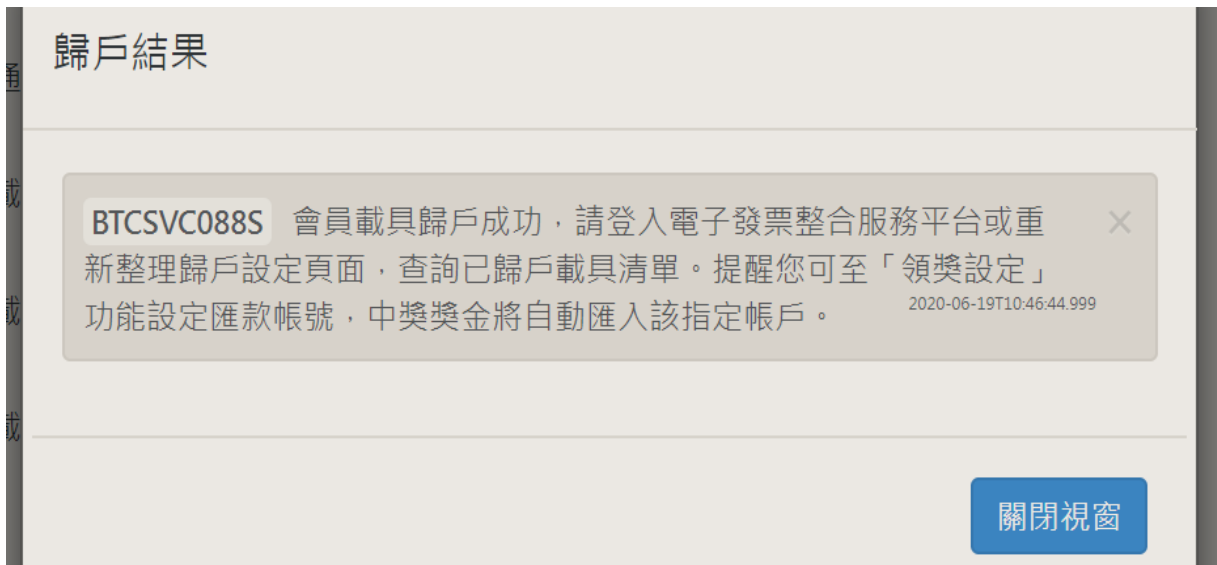 歸戶結果
通
載
BTCSVC088S 會員載具歸戶成功，請登入電子發票整合服務平台或重 ×
新整理歸戶設定頁面，查詢已歸戶載具清單。提醒您可至「領獎設定」
功能設定匯款帳號，中獎獎金將自動匯入該指定帳戶。 2020-06-19T10:46:44.999
載
載
關閉視窗